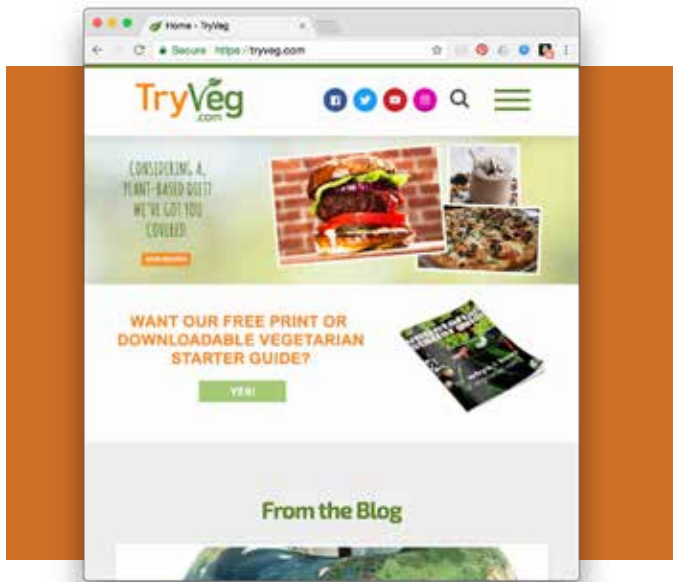 Home - TryVeg
Secure https://tryveg.com
TryVeg
.com
CONSIDERING A
PLANT-BASED DIET?
WE'VE GOT YOU
COVERED
WANT OUR FREE PRINT OR
DOWNLOADABLE VEGETARIAN
STARTER GUIDE?
YES!
From the Blog